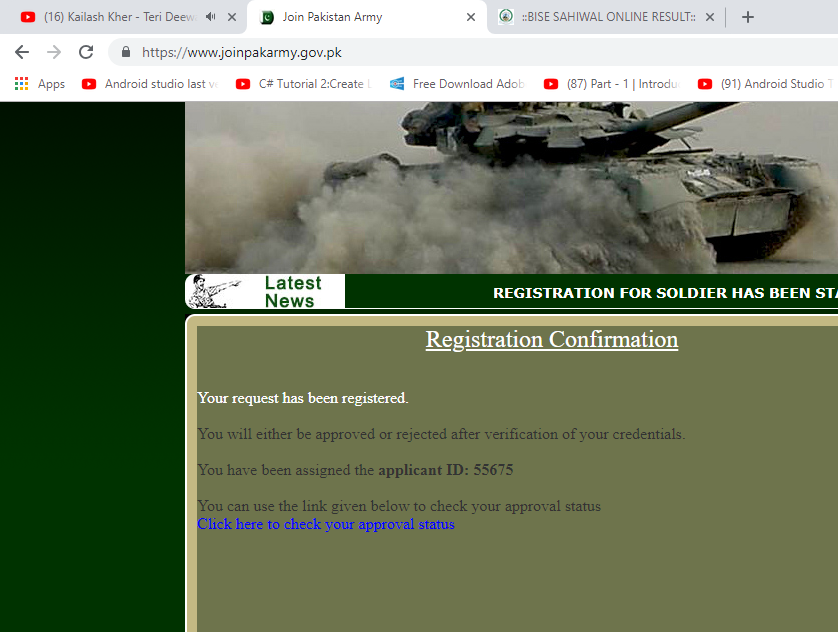 (16) Kailash Kher - Teri Deew
Join Pakistan Army
::BISE SAHIWAL ONLINE RESULT::
https://www.joinpakarmy.gov.pk
Apps
Android studio last v
C# Tutorial 2:Create
Free Download Adob
(87) Part - 1 | Introdu
(91) Android Studio T
Latest
News
REGISTRATION FOR SOLDIER HAS BEEN STA
Registration Confirmation
Your request has been registered.
You will either be approved or rejected after verification of your credentials.
You have been assigned the applicant ID: 55675
You can use the link given below to check your approval status
Click here to check your approval status